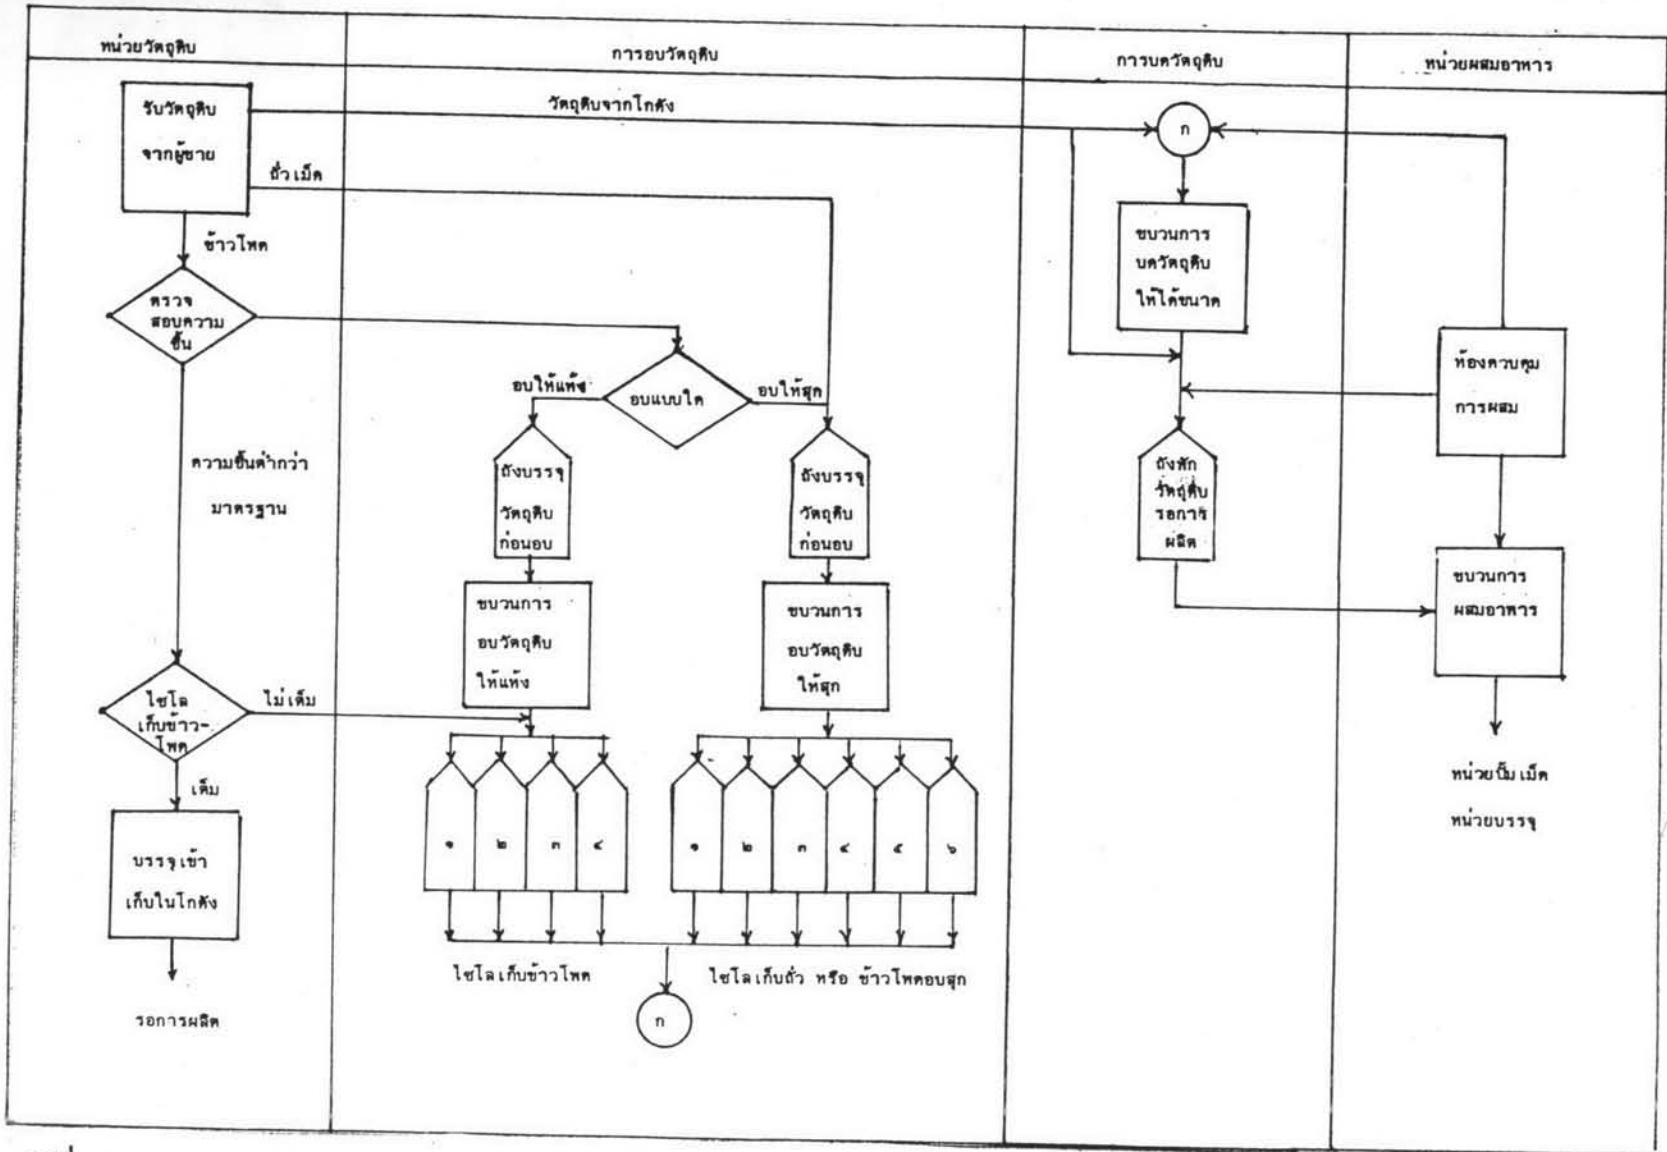 หน่วยวัตถุดิบ
การอบวัตถุดิบ
การบดวัตถุดิบ
หน่วยผสมอาหาร
รับวัตถุดิบ
จากผู้ขาย
วัตถุดิบจากโกดัง
ถั่วเม็ด
ข้าวโพด
ตรวจ
สอบความ
ชื้น
ความชื้นต่ำกว่า
มาตรฐาน
ไซโล
เก็บข้าว-
โพด
ไม่เต็ม
เต็ม
บรรจุเข้า
เก็บในโกดัง
รอการผลิต
อบแบบใด
อบให้แห้ง
อบให้สุก
ถังบรรจุ
วัตถุดิบ
ก่อนอบ
ถังบรรจุ
วัตถุดิบ
ก่อนอบ
ขบวนการ
อบวัตถุดิบ
ให้แห้ง
ขบวนการ
อบวัตถุดิบ
ให้สุก
๑ ๒ ๓ ๔
๑ ๒ ๓ ๔ ๕ ๖
ไซโลเก็บข้าวโพด
ไซโลเก็บถั่ว หรือ ข้าวโพดอบสุก
ก
ก
ขบวนการ
บดวัตถุดิบ
ให้ได้ขนาด
ถังพัก
วัตถุดิบ
รอการ
ผลิต
ห้องควบคุม
การผสม
ขบวนการ
ผสมอาหาร
หน่วยปั๊มเม็ด
หน่วยบรรจุ